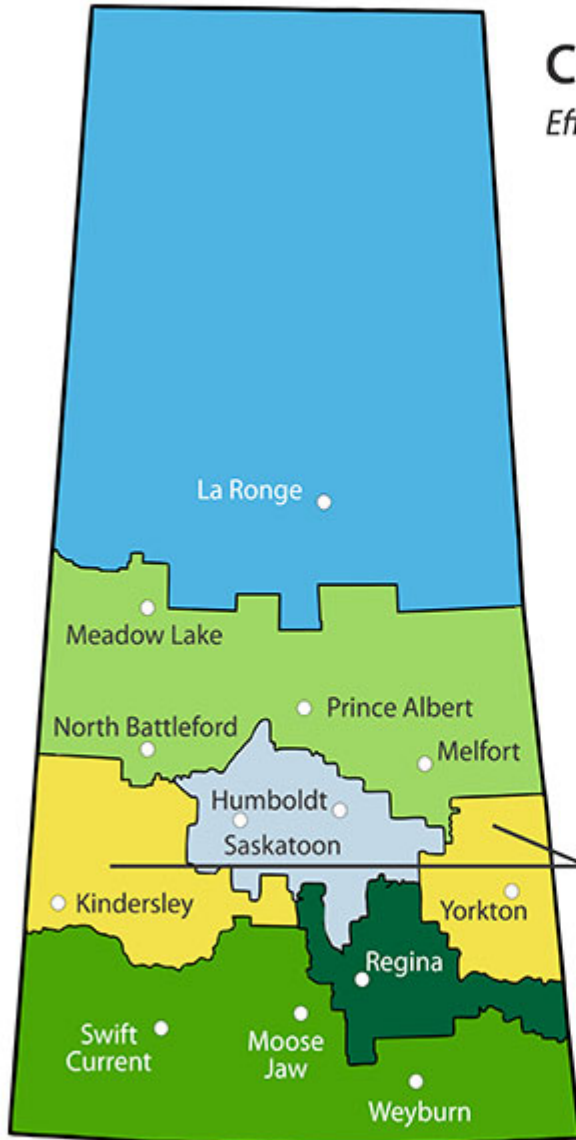 C
Eff
La Ronge
Meadow Lake
Prince Albert
North Battleford
Melfort
Humboldt
Saskatoon
Kindersley
Yorkton
Regina
Swift
Current
Moose
Jaw
Weyburn